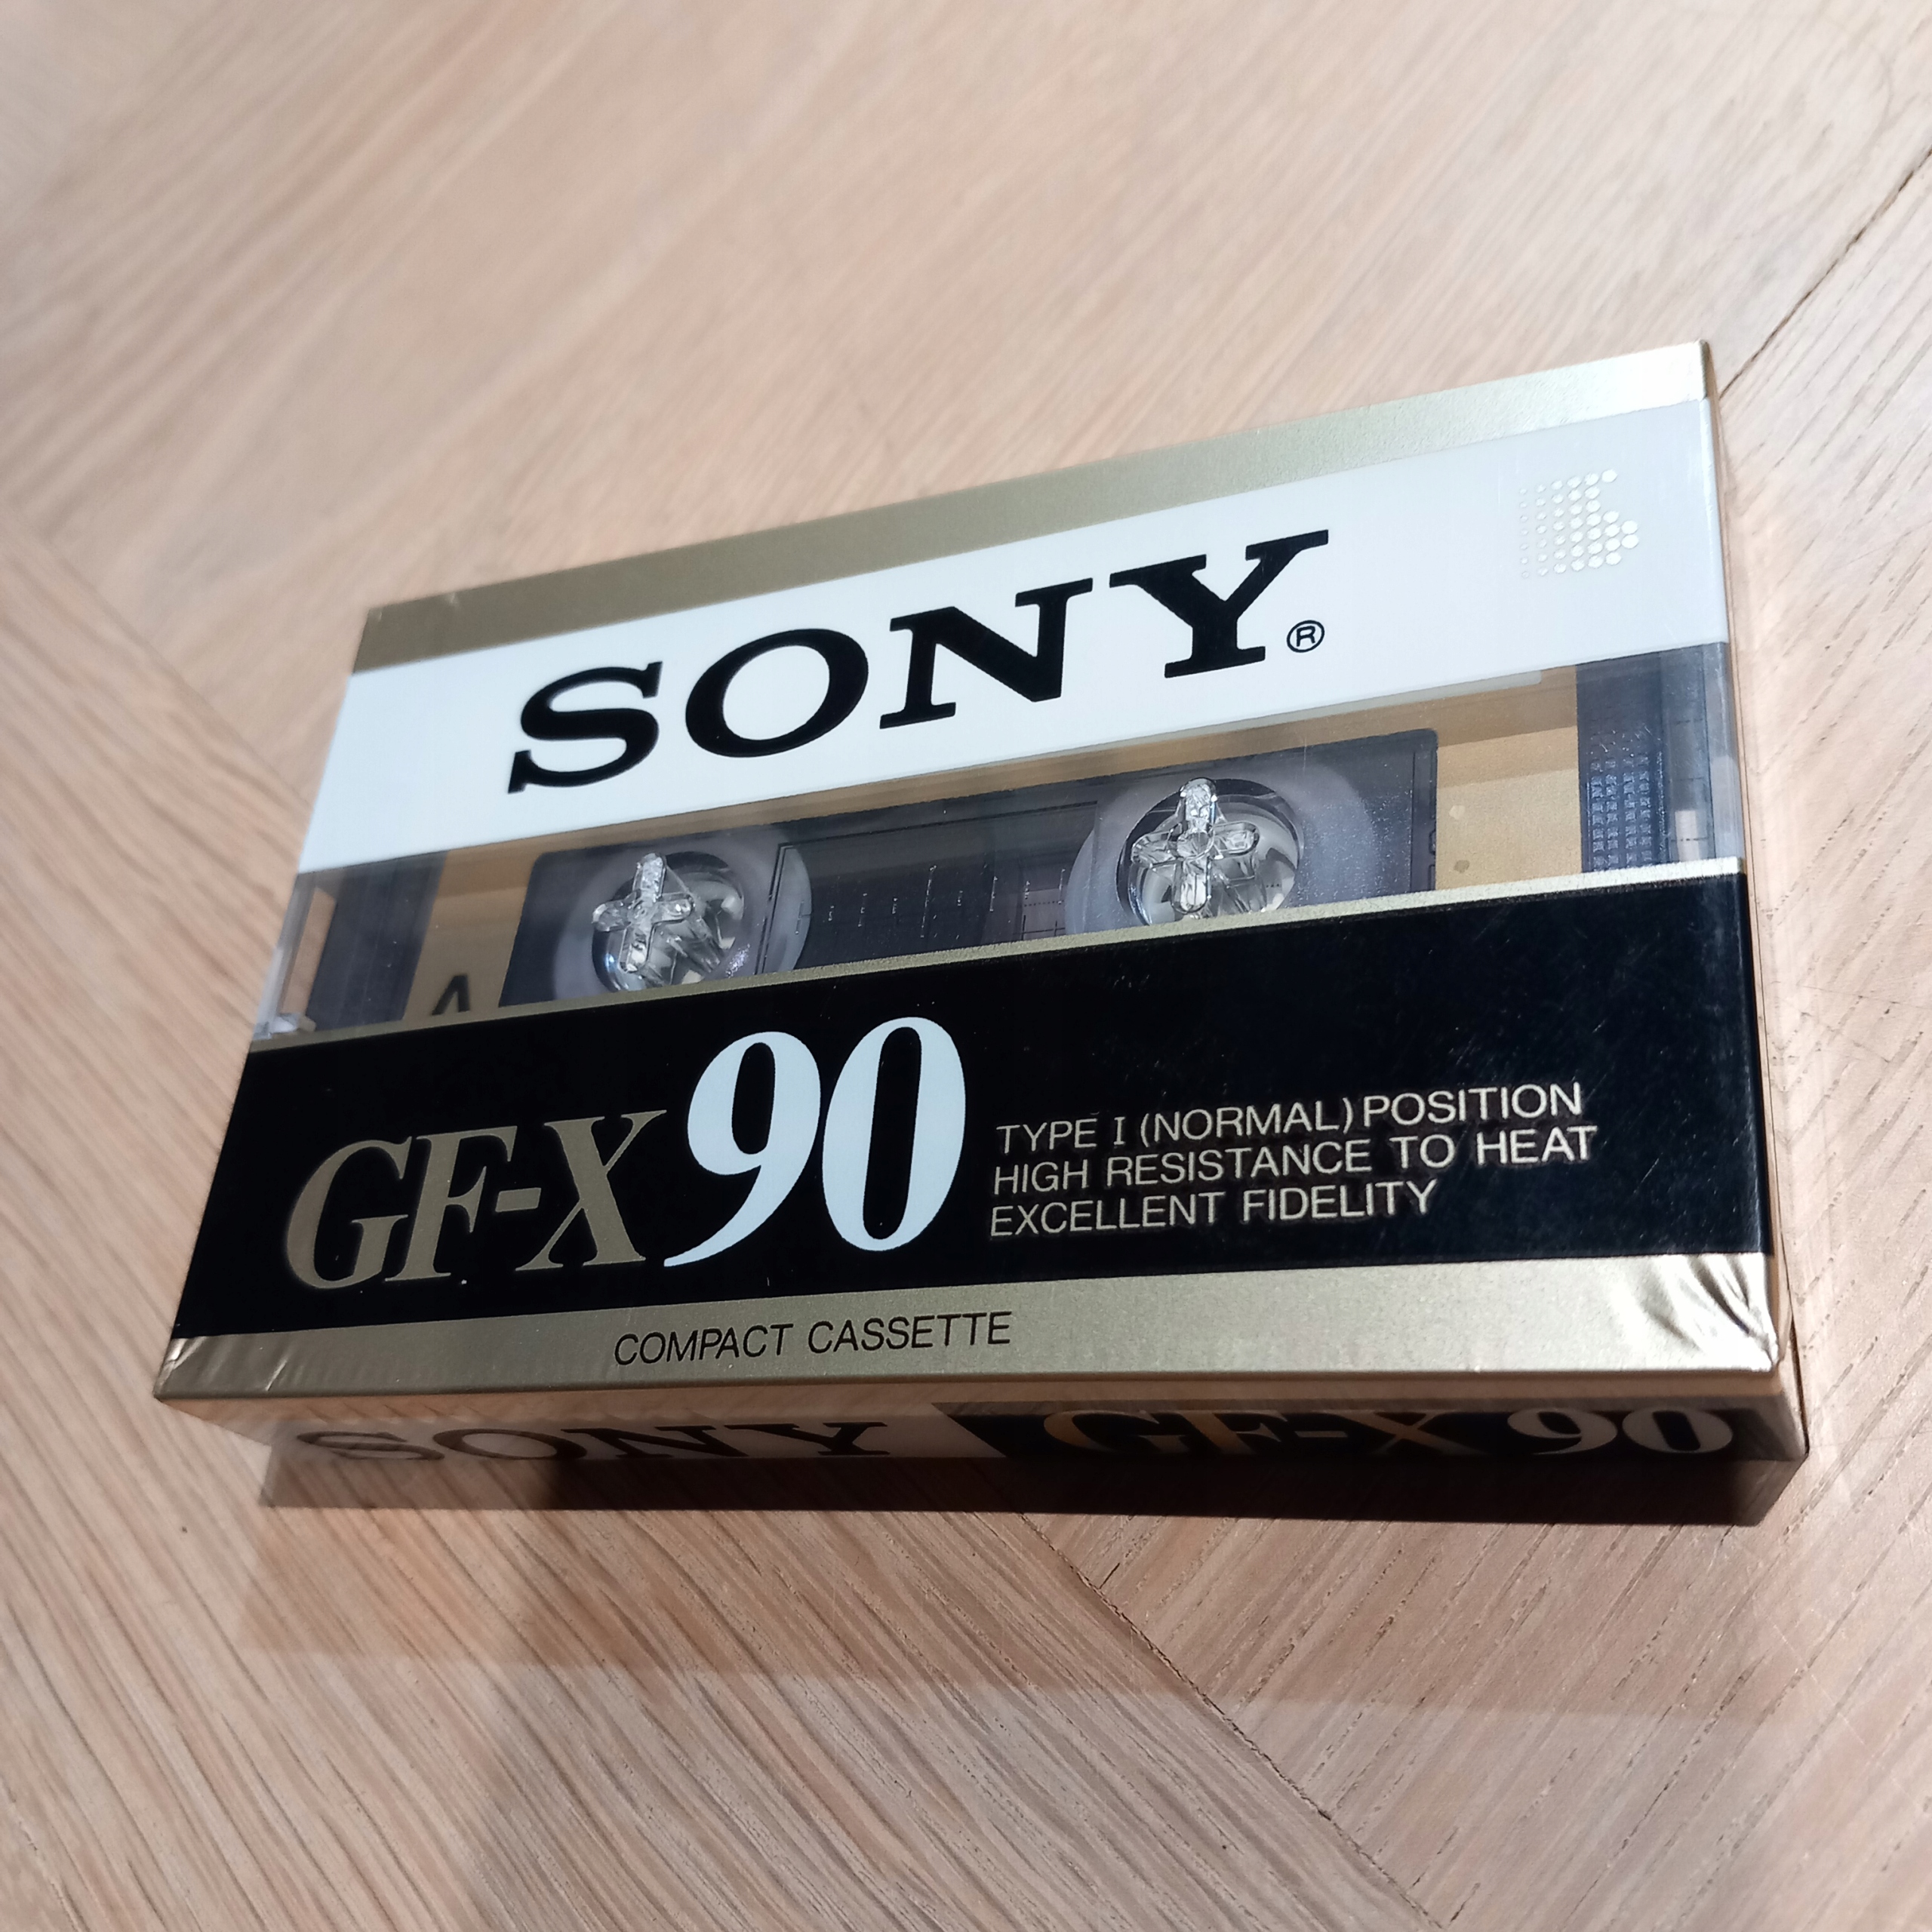 SONY®
A
GF-X 90
TYPE I (NORMAL) POSITION
HIGH RESISTANCE TO HEAT
EXCELLENT FIDELITY
COMPACT CASSETTE
SONY GF-X 90